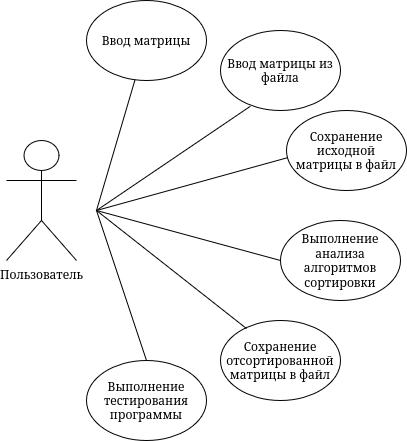 Ввод матрицы
Ввод матрицы из
файла
Сохранение
исходной
матрицы в файл
Пользователь
Выполнение
анализа
алгоритмов
сортировки
Сохранение
отсортированной
матрицы в файл
Выполнение
тестирования
программы